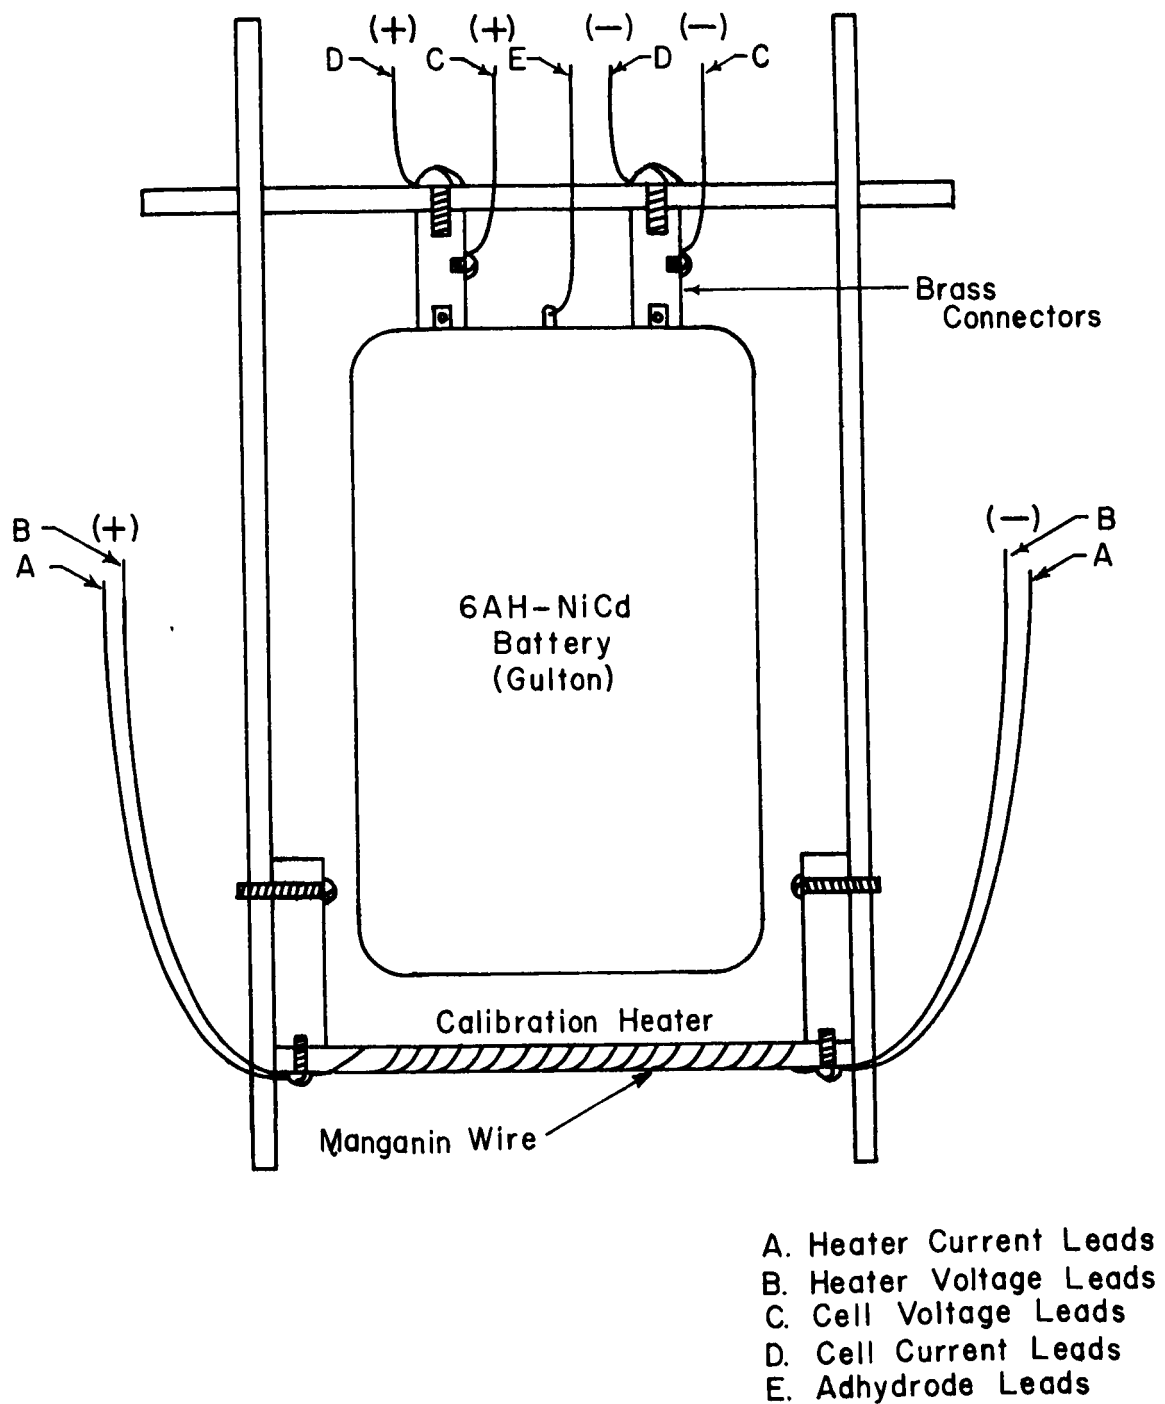 (+) (+) (—) (—)
D C E D C
Brass
Connectors
B (+) (—) B
A A
6AH-NiCd
Battery
(Gulton)
Calibration Heater
Manganin Wire
A. Heater Current Leads
B. Heater Voltage Leads
C. Cell Voltage Leads
D. Cell Current Leads
E. Adhydrode Leads